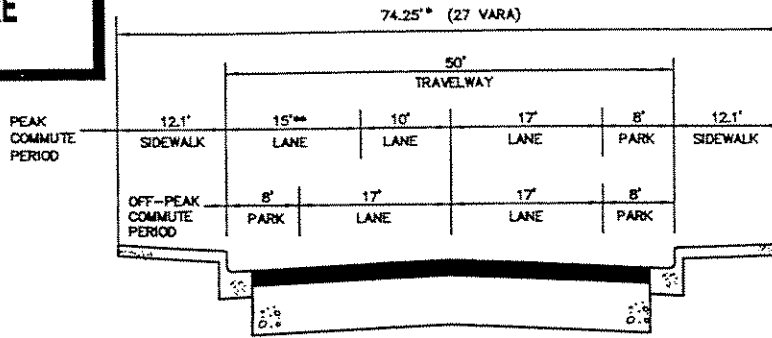 74.25'* (27 VARA)
50'
TRAVELWAY
PEAK COMMUTE PERIOD
12.1' SIDEWALK
15'** LANE
10' LANE
17' LANE
8' PARK
12.1' SIDEWALK
OFF-PEAK COMMUTE PERIOD
8' PARK
17' LANE
17' LANE
8' PARK